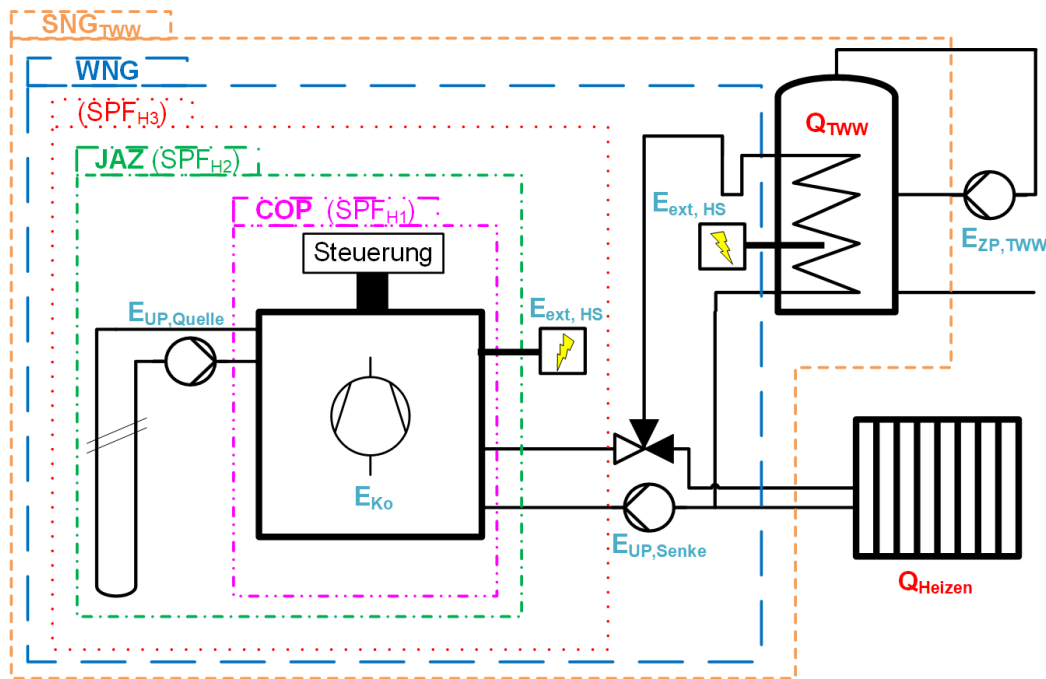 SNG_TWW
WNG
(SPF_H3)
JAZ (SPF_H2)
COP (SPF_H1)
Steuerung
Q_TWW
E_ext, HS
E_ZP, TWW
E_UP,Quelle
E_ext, HS
E_Ko
E_UP,Senke
Q_Heizen